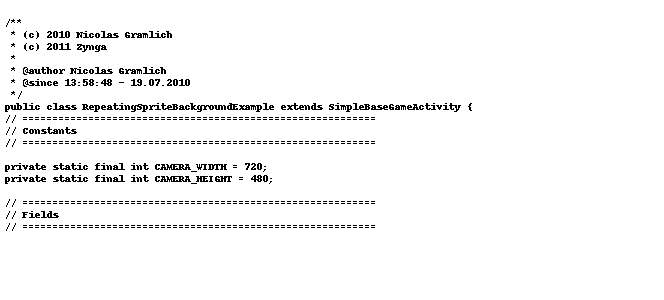 /**
 * (c) 2010 Nicolas Gramlich
 * (c) 2011 Zynga
 *
 * @author Nicolas Gramlich
 * @since 13:58:48 - 19.07.2010
 */
public class RepeatingSpriteBackgroundExample extends SimpleBaseGameActivity {
// ===========================================================
// Constants
// ===========================================================

private static final int CAMERA_WIDTH = 720;
private static final int CAMERA_HEIGHT = 480;

// ===========================================================
// Fields
// ===========================================================